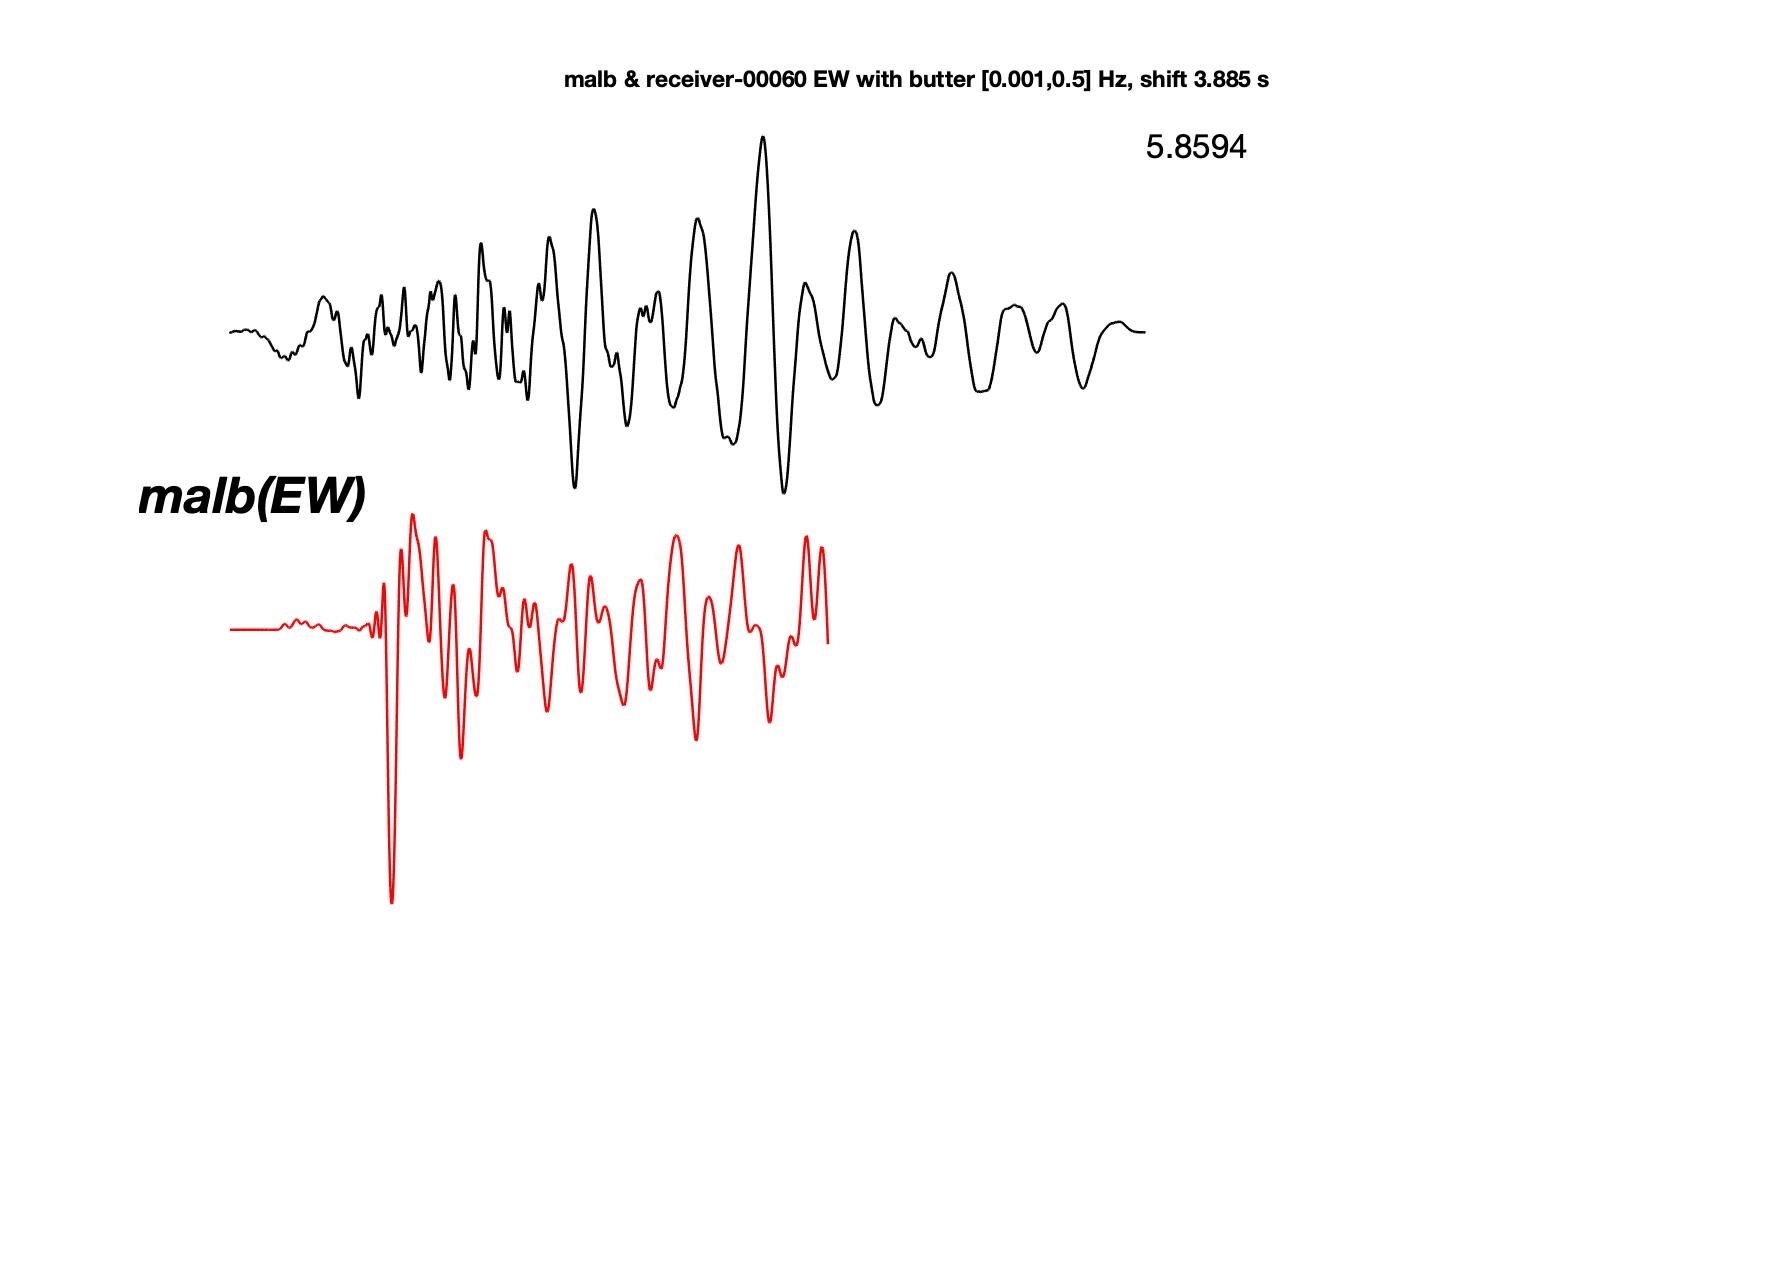 malb & receiver-00060 EW with butter [0.001,0.5] Hz, shift 3.885 s
5.8594
malb(EW)